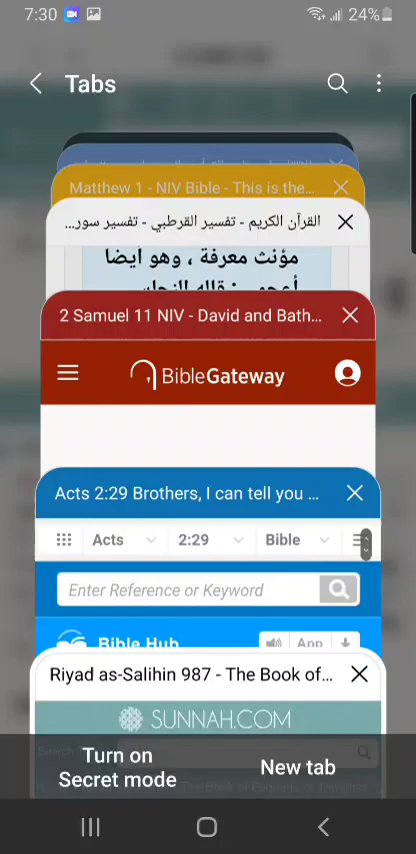 7:30
24%
Tabs
Matthew 1 - NIV Bible - This is the...
القرآن الكريم - تفسير القرطبي - تفسير سور...
مؤنث معرفة ، وهو أيضا
2 Samuel 11 NIV - David and Bath...
BibleGateway
Acts 2:29 Brothers, I can tell you ...
Acts
2:29
Bible
Enter Reference or Keyword
Bible Hub
App
Riyad as-Salihin 987 - The Book of...
SUNNAH.COM
Turn on
Secret mode
New tab